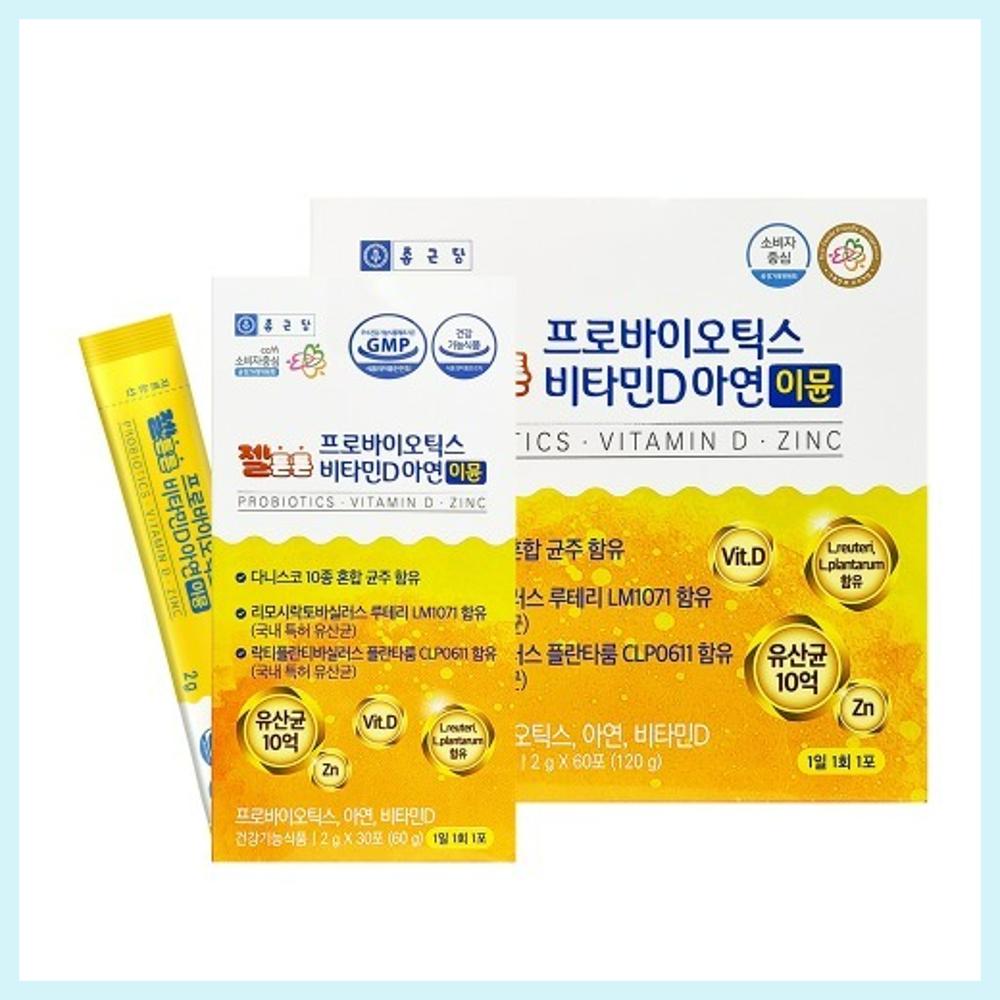 종근당
소비자
중심
프로바이오틱스
비타민D 아연 이뮨
TICS · VITAMIN D · ZINC
혼합 균주 함유
러스 루테리 LM1071 함유
러스 플란타룸 CLP0611 함유
Vit.D
L.reuteri,
L.plantarum
함유
유산균
10억
Zn
오틱스, 아연, 비타민D
| 2 g X 60포 (120 g)
1일 1회 1포
종근당
ccm
소비자중심
GMP
건강
기능식품
젤 프로바이오틱스
비타민D 아연 이뮨
PROBIOTICS · VITAMIN D · ZINC
다니스코 10종 혼합 균주 함유
리모시락토바실러스 루테리 LM1071 함유
(국내 특허 유산균)
락티플란티바실러스 플란타룸 CLP0611 함유
(국내 특허 유산균)
유산균
10억
Vit.D
Zn
L.reuteri,
L.plantarum
함유
프로바이오틱스, 아연, 비타민D
건강기능식품 | 2 g X 30포 (60 g) 1일 1회 1포
자르는 선
프로바이오틱스
비타민D 아연 이뮨
PROBIOTICS · VITAMIN D · ZINC
2g